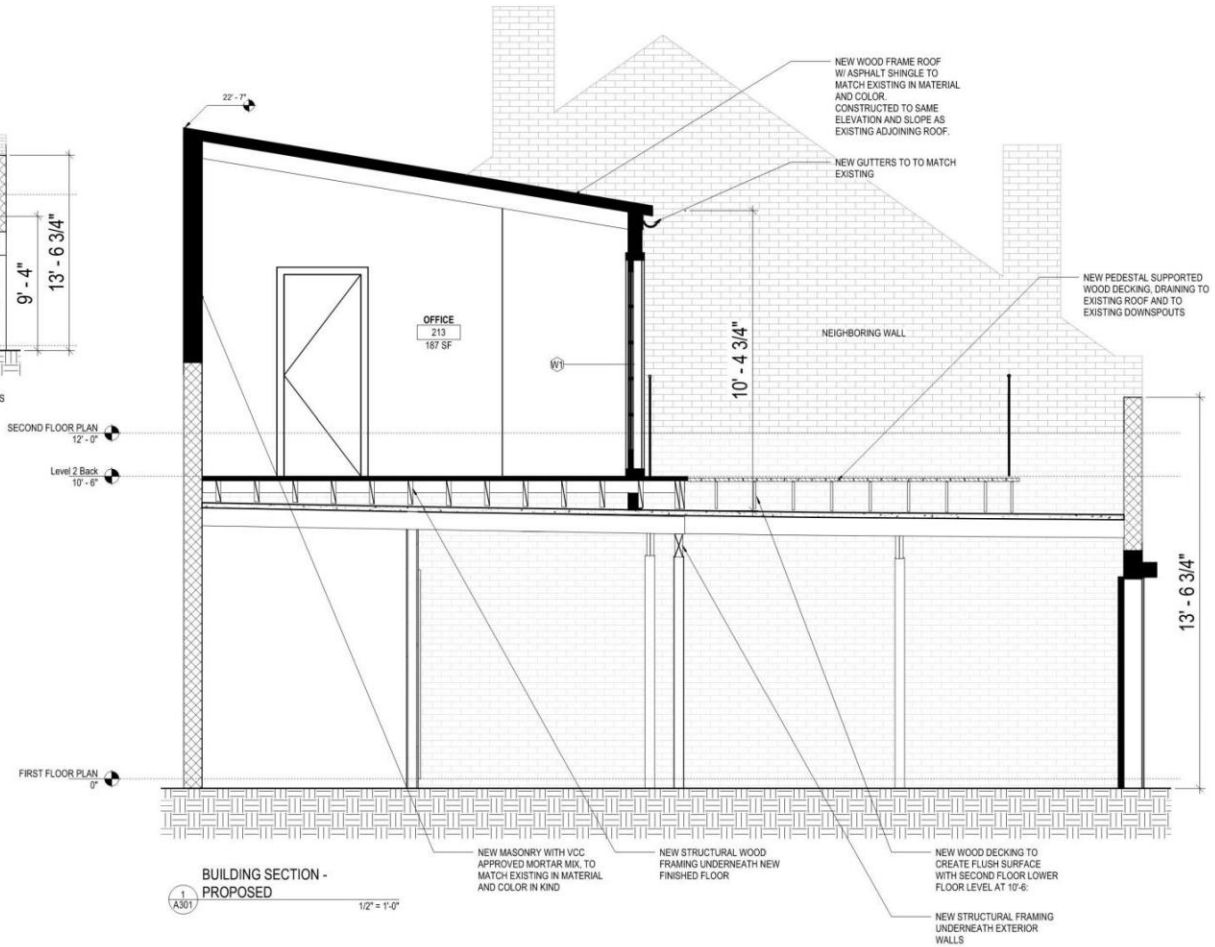 22' - 7"
NEW WOOD FRAME ROOF
W/ ASPHALT SHINGLE TO
MATCH EXISTING IN MATERIAL
AND COLOR.
CONSTRUCTED TO SAME
ELEVATION AND SLOPE AS
EXISTING ADJOINING ROOF.
NEW GUTTERS TO TO MATCH
EXISTING
9' - 4"
13' - 6 3/4"
S
OFFICE
213
187 SF
W1
10' - 4 3/4"
NEIGHBORING WALL
NEW PEDESTAL SUPPORTED
WOOD DECKING, DRAINING TO
EXISTING ROOF AND TO
EXISTING DOWNSPOUTS
SECOND FLOOR PLAN
12' - 0"
Level 2 Back
10' - 6"
13' - 6 3/4"
FIRST FLOOR PLAN
0"
NEW MASONRY WITH VCC
APPROVED MORTAR MIX, TO
MATCH EXISTING IN MATERIAL
AND COLOR IN KIND
NEW STRUCTURAL WOOD
FRAMING UNDERNEATH NEW
FINISHED FLOOR
NEW WOOD DECKING TO
CREATE FLUSH SURFACE
WITH SECOND FLOOR LOWER
FLOOR LEVEL AT 10'-6:
NEW STRUCTURAL FRAMING
UNDERNEATH EXTERIOR
WALLS
1
A301
BUILDING SECTION -
PROPOSED
1/2" = 1'-0"